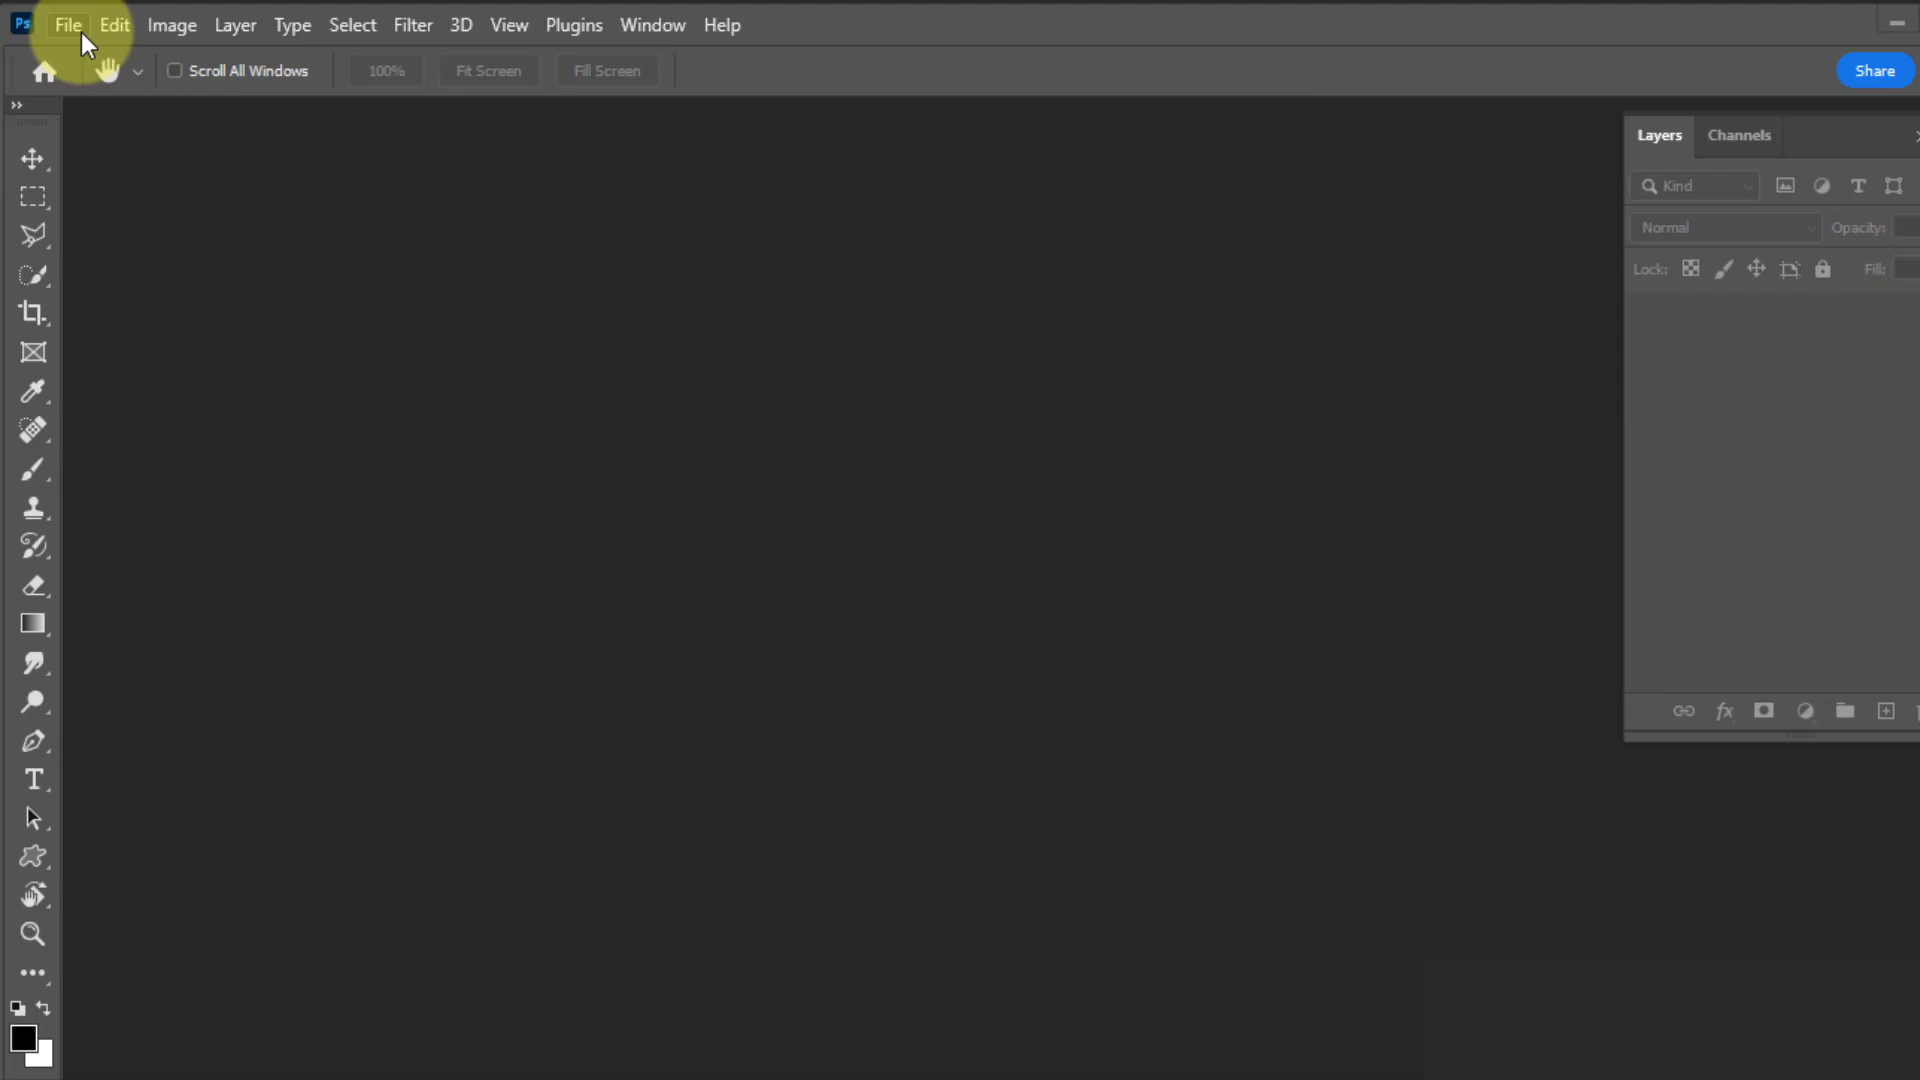 Ps File Edit Image Layer Type Select Filter 3D View Plugins Window Help
Scroll All Windows 100% Fit Screen Fill Screen Share
Layers Channels
Kind
Normal Opacity:
Lock: Fill:
fx